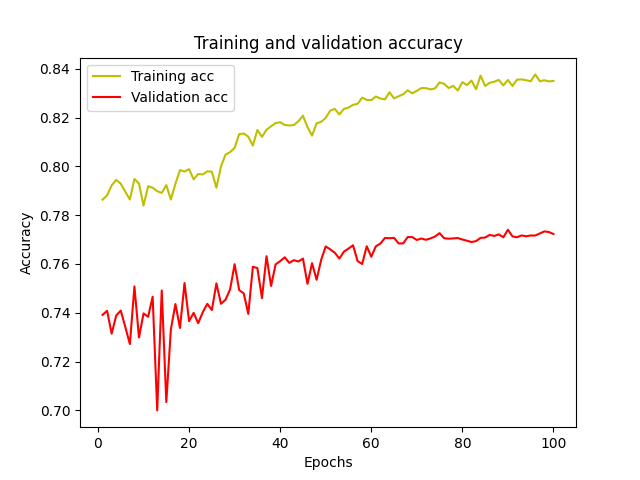 Training and validation accuracy
Training acc
Validation acc
0.84
0.82
0.80
0.78
0.76
0.74
0.72
0.70
Accuracy
0 20 40 60 80 100
Epochs